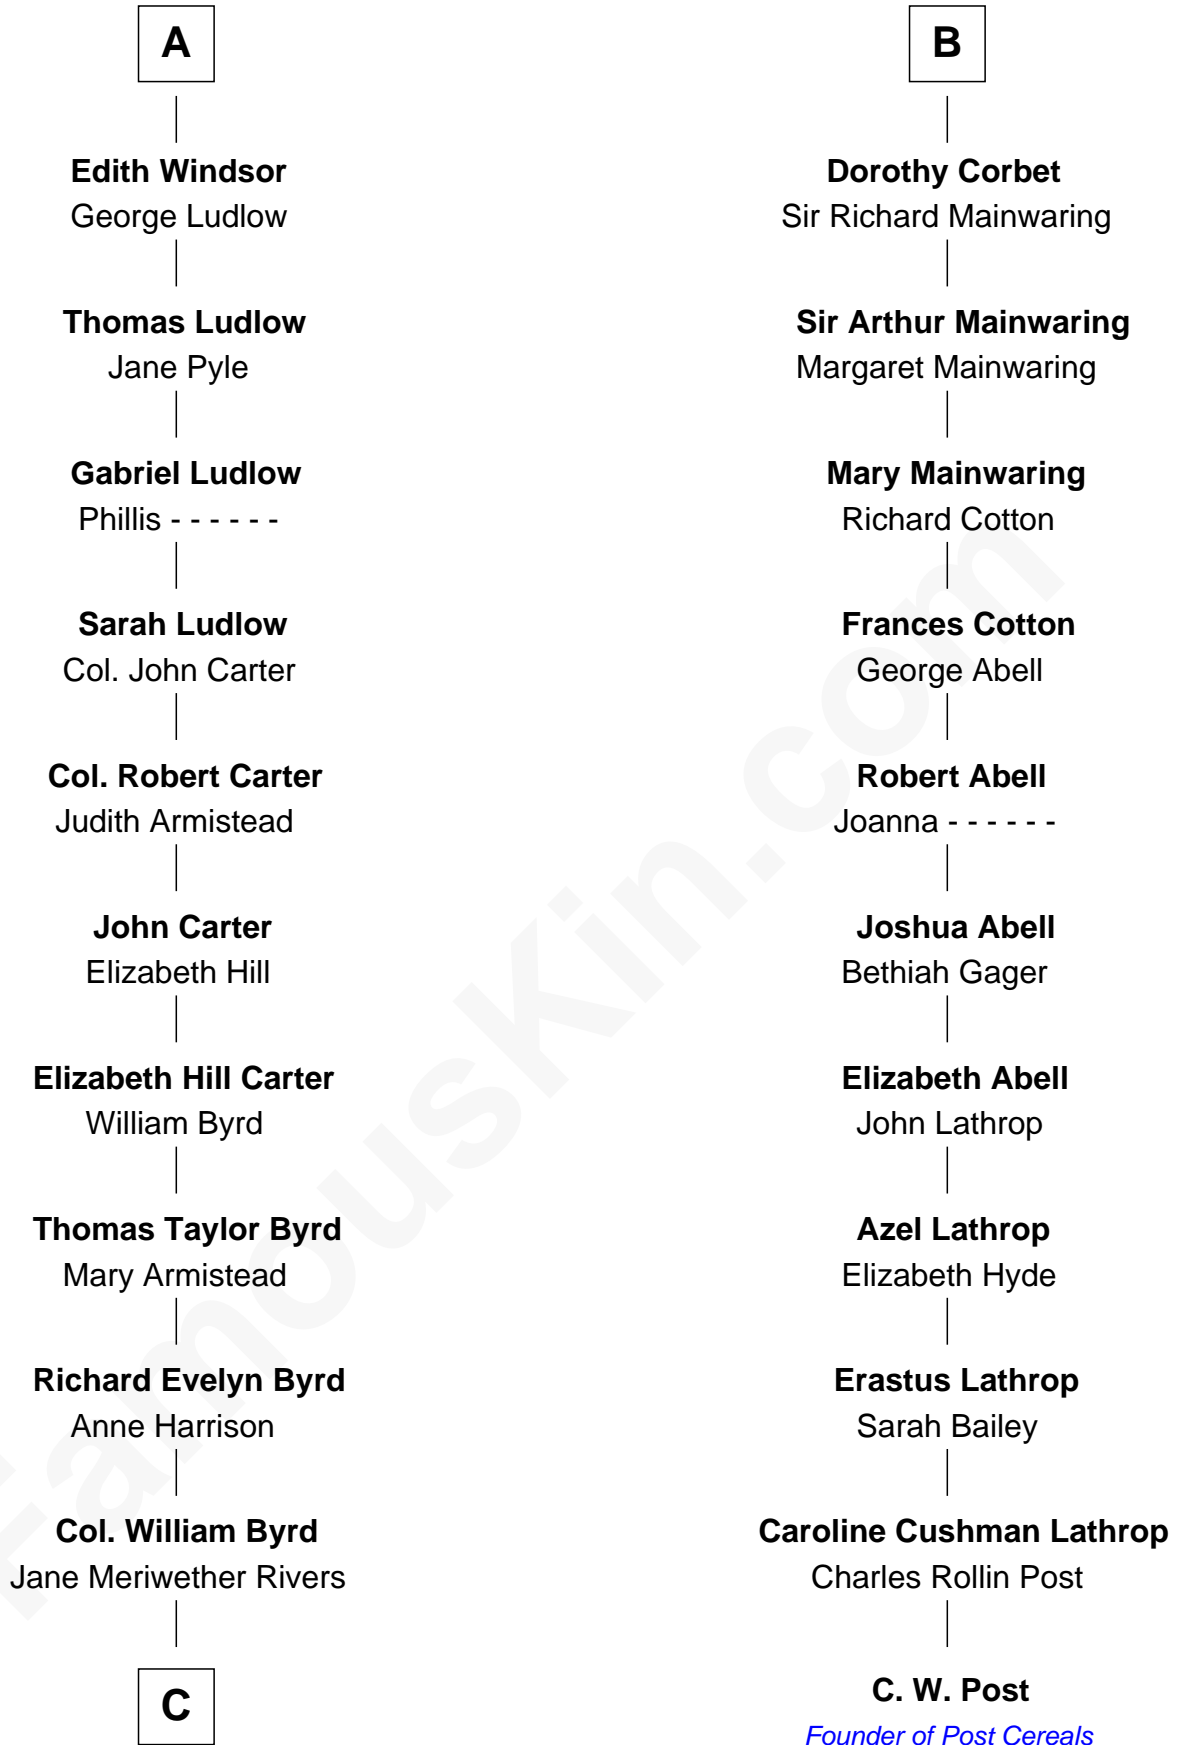 A
Edith Windsor
George Ludlow
Thomas Ludlow
Jane Pyle
Gabriel Ludlow
Phillis - - - - - -
Sarah Ludlow
Col. John Carter
Col. Robert Carter
Judith Armistead
John Carter
Elizabeth Hill
Elizabeth Hill Carter
William Byrd
Thomas Taylor Byrd
Mary Armistead
Richard Evelyn Byrd
Anne Harrison
Col. William Byrd
Jane Meriwether Rivers
C
B
Dorothy Corbet
Sir Richard Mainwaring
Sir Arthur Mainwaring
Margaret Mainwaring
Mary Mainwaring
Richard Cotton
Frances Cotton
George Abell
Robert Abell
Joanna - - - - - -
Joshua Abell
Bethiah Gager
Elizabeth Abell
John Lathrop
Azel Lathrop
Elizabeth Hyde
Erastus Lathrop
Sarah Bailey
Caroline Cushman Lathrop
Charles Rollin Post
C. W. Post
Founder of Post Cereals
FamousKin.com